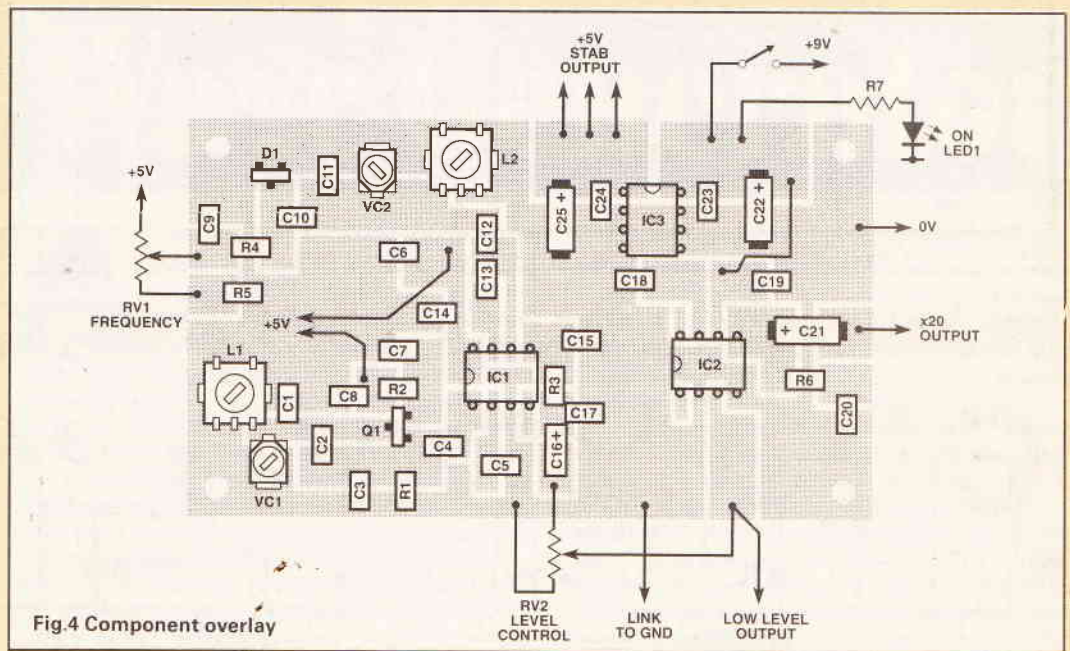 +5V
STAB
OUTPUT
+9V
R7
ON
LED1
D1
C11
VC2
L2
C25 +
C24
IC3
C23
C22 +
+5V
C9
C10
R4
C6
C12
C13
0V
R5
RV1
FREQUENCY
C14
C18
C19
+5V
C7
C15
+ C21
x20
OUTPUT
L1
C1
C8
R2
IC1
R3
IC2
R6
C20
Q1
C2
C4
C17
C16+
C5
VC1
C3
R1
RV2
LEVEL
CONTROL
LINK
TO GND
LOW LEVEL
OUTPUT
Fig.4 Component overlay